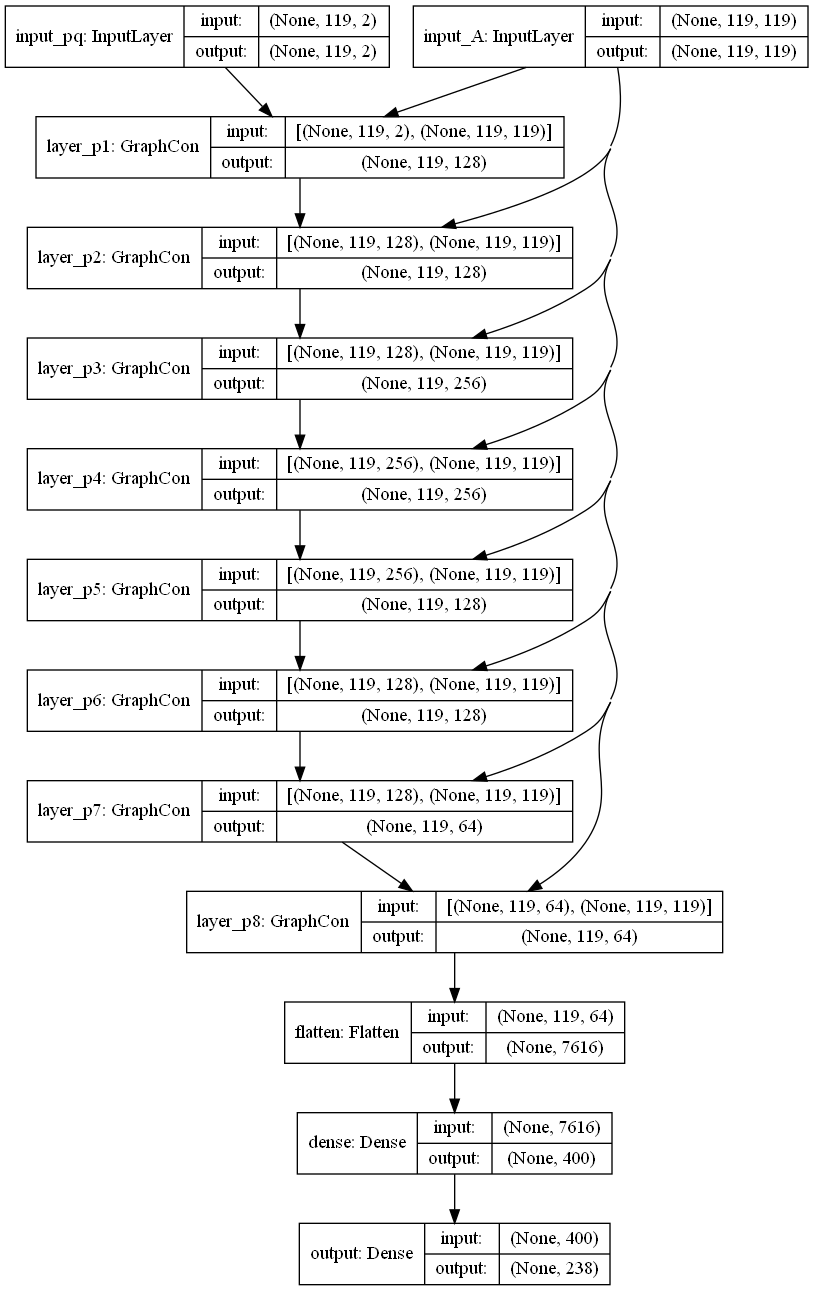 input_pq: InputLayer
input: (None, 119, 2)
output: (None, 119, 2)
input_A: InputLayer
input: (None, 119, 119)
output: (None, 119, 119)
layer_p1: GraphCon
input: [(None, 119, 2), (None, 119, 119)]
output: (None, 119, 128)
layer_p2: GraphCon
input: [(None, 119, 128), (None, 119, 119)]
output: (None, 119, 128)
layer_p3: GraphCon
input: [(None, 119, 128), (None, 119, 119)]
output: (None, 119, 256)
layer_p4: GraphCon
input: [(None, 119, 256), (None, 119, 119)]
output: (None, 119, 256)
layer_p5: GraphCon
input: [(None, 119, 256), (None, 119, 119)]
output: (None, 119, 128)
layer_p6: GraphCon
input: [(None, 119, 128), (None, 119, 119)]
output: (None, 119, 128)
layer_p7: GraphCon
input: [(None, 119, 128), (None, 119, 119)]
output: (None, 119, 64)
layer_p8: GraphCon
input: [(None, 119, 64), (None, 119, 119)]
output: (None, 119, 64)
flatten: Flatten
input: (None, 119, 64)
output: (None, 7616)
dense: Dense
input: (None, 7616)
output: (None, 400)
output: Dense
input: (None, 400)
output: (None, 238)